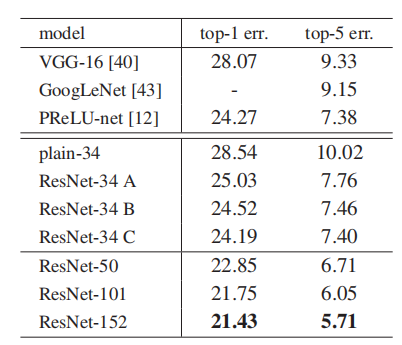 model top-1 err. top-5 err.
VGG-16 [40] 28.07 9.33
GoogLeNet [43] - 9.15
PReLU-net [12] 24.27 7.38
plain-34 28.54 10.02
ResNet-34 A 25.03 7.76
ResNet-34 B 24.52 7.46
ResNet-34 C 24.19 7.40
ResNet-50 22.85 6.71
ResNet-101 21.75 6.05
ResNet-152 21.43 5.71